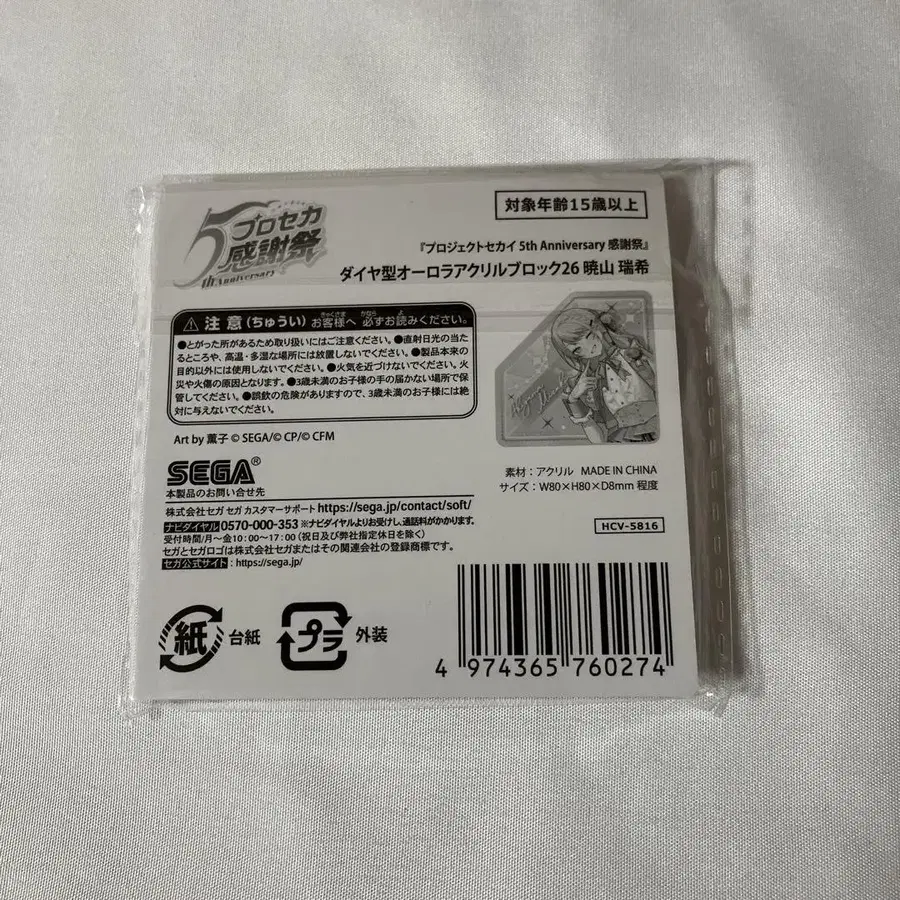 5
th Anniversary
プロセカ
感謝祭
対象年齢15歳以上
『プロジェクトセカイ 5th Anniversary 感謝祭』
ダイヤ型オーロラアクリルブロック26 暁山 瑞希
注意（ちゅうい）お客様へ 必ずお読みください。
きゃくさま かなら よ
●とがった所があるため取り扱いにはご注意ください。●直射日光の当
たるところや、高温・多湿な場所には放置しないでください。●製品本来の
目的以外には使用しないでください。●火気を近づけないでください。火
災や火傷の原因となります。●3歳未満のお子様の手の届かない場所で保
管してください。●誤飲の危険がありますので、3歳未満のお子様には絶
対に与えないでください。
Art by 薫子 © SEGA/© CP/© CFM
素材：アクリル MADE IN CHINA
サイズ：W80×H80×D8mm 程度
HCV-5816
SEGA®
本製品のお問い合せ先
株式会社セガ セガ カスタマーサポート https://sega.jp/contact/soft/
ナビダイヤル 0570-000-353 ※ナビダイヤルよりお受けし、通話料がかかります。
受付時間/月～金10:00～17:00（祝日及び弊社指定休日を除く）
セガとセガロゴは株式会社セガまたはその関連会社の登録商標です。
セガ公式サイト：https://sega.jp/
紙 台紙
プラ 外装
4 974365 760274